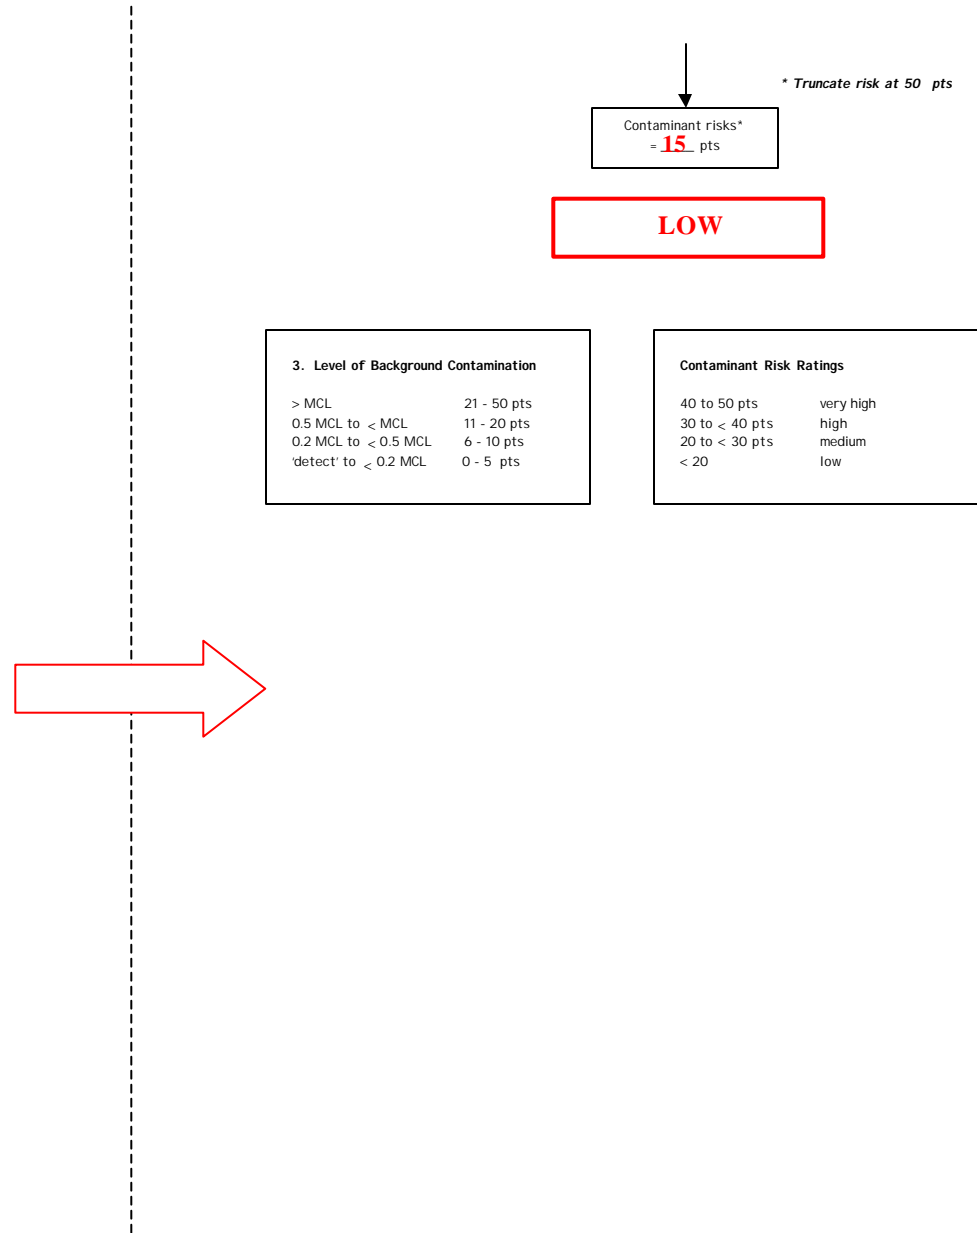 * Truncate risk at 50 pts
Contaminant risks*
= 15 pts
LOW
3. Level of Background Contamination
> MCL 21 - 50 pts
0.5 MCL to < MCL 11 - 20 pts
0.2 MCL to < 0.5 MCL 6 - 10 pts
'detect' to < 0.2 MCL 0 - 5 pts
Contaminant Risk Ratings
40 to 50 pts very high
30 to < 40 pts high
20 to < 30 pts medium
< 20 low